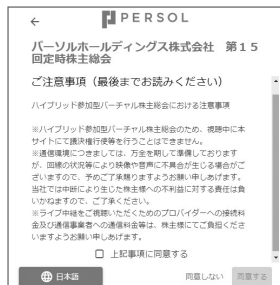 PERSOL
パーソルホールディングス株式会社 第15
回定時株主総会
ご注意事項（最後までお読みください）
ハイブリッド参加型バーチャル株主総会における注意事項
※ハイブリッド参加型バーチャル株主総会のため、視聴中に本
サイトにて議決権行使等を行うことはできません。
※通信環境につきましては、万全を期して準備しております
が、回線の状況等により映像や音声に不具合が生じる場合がご
ざいますので、予めご了承賜りますようお願い申しあげます。
当社では中断により生じた株主様への不利益に対する責任は負
いかねますので、ご了承ください。
※ライブ中継をご視聴いただくためのプロバイダーへの接続料
金及び通信事業者への通信料金等は、株主様にてご負担くださ
いますようお願い申しあげます。
上記事項に同意する
日本語 同意しない 同意する